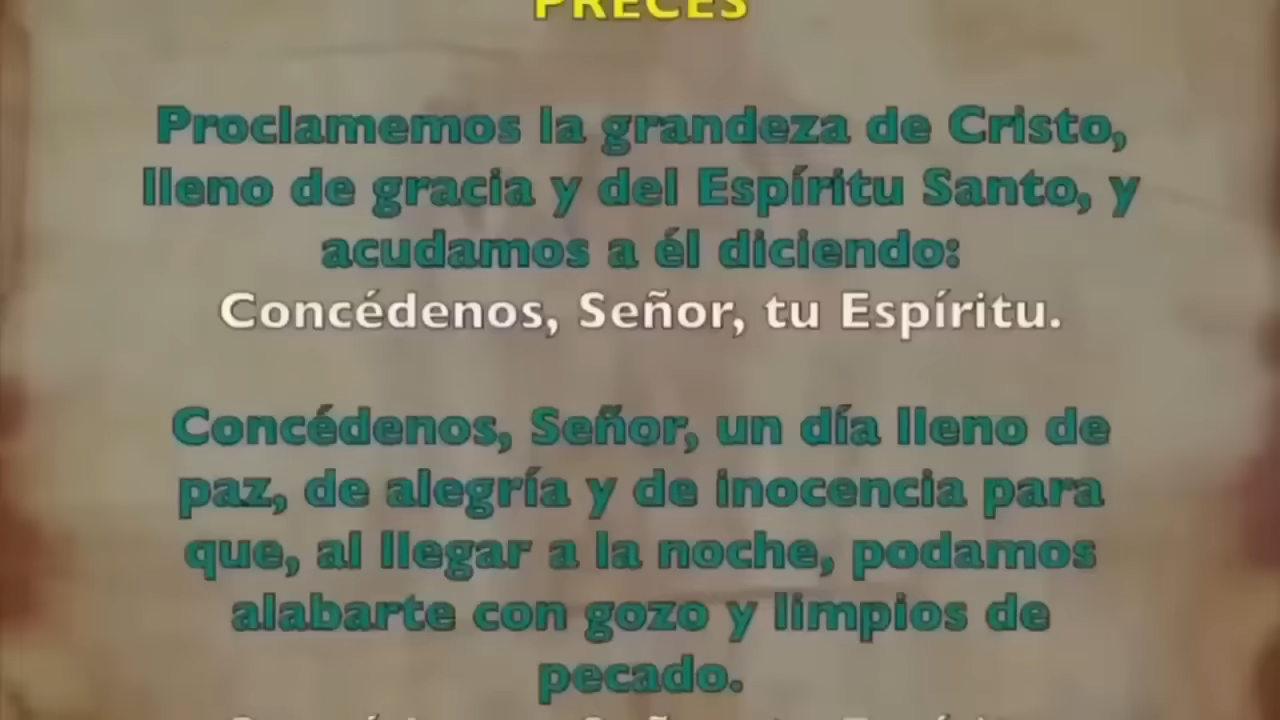 PRECES
Proclamemos la grandeza de Cristo,
lleno de gracia y del Espíritu Santo, y
acudamos a él diciendo:
Concédenos, Señor, tu Espíritu.
Concédenos, Señor, un día lleno de
paz, de alegría y de inocencia para
que, al llegar a la noche, podamos
alabarte con gozo y limpios de
pecado.